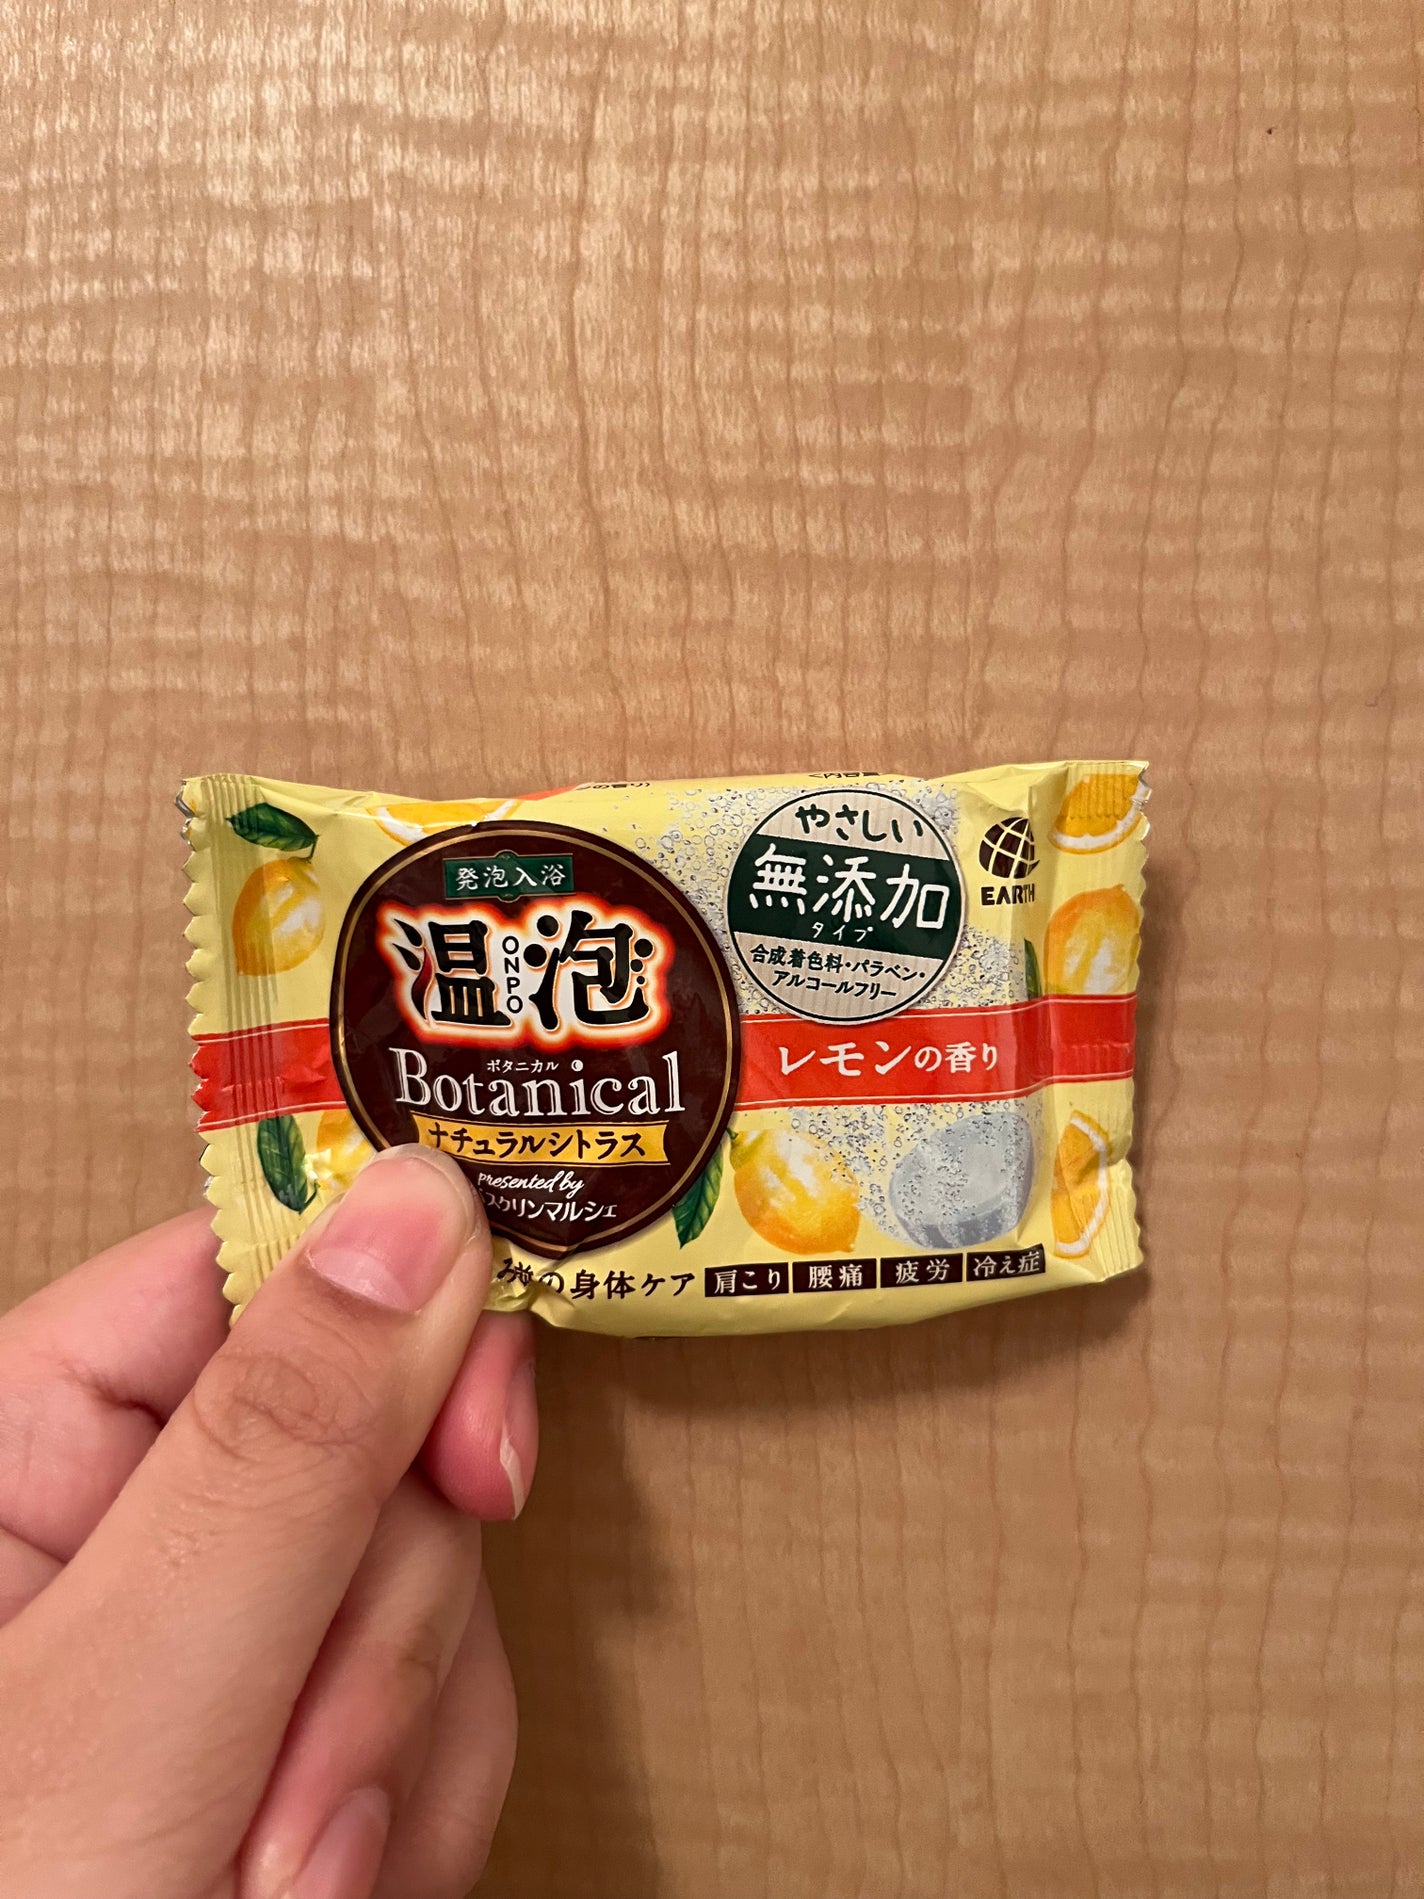 の香り)
発泡入浴
温泡
ONPO
ボタニカル
Botanical
ナチュラルシトラス
presented by
スクリンマルシェ
やさしい
無添加
タイプ
合成着色料・パラベン・
アルコールフリー
EARTH
レモンの香り
の身体ケア 肩こり 腰痛 疲労 冷え症